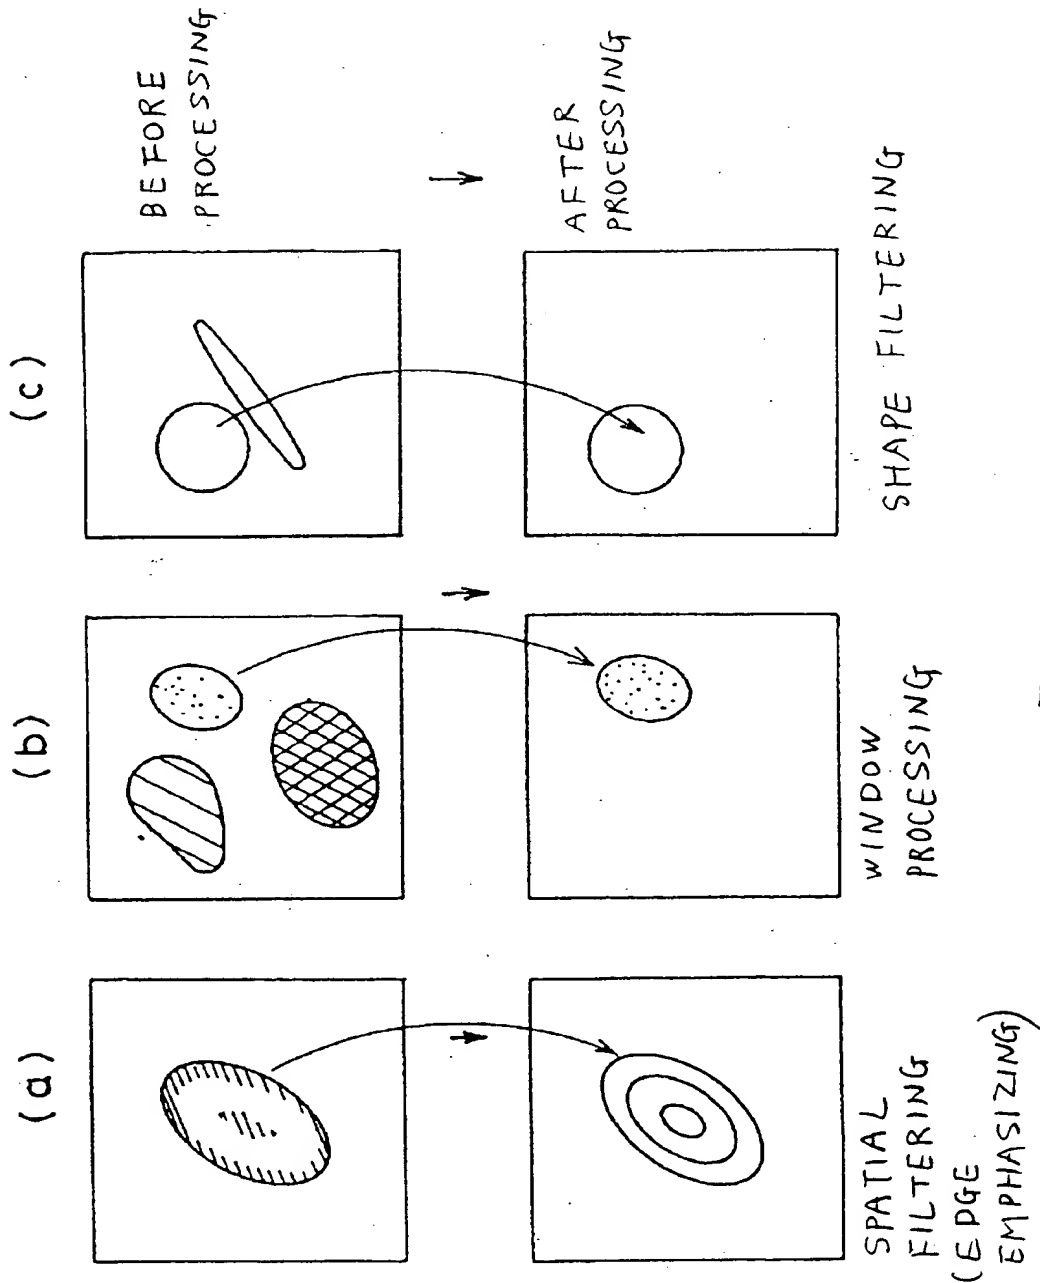 (a)
(b)
(c)
BEFORE
PROCESSING
AFTER
PROCESSING
SPATIAL
FILTERING
(EDGE
EMPHASIZING)
WINDOW
PROCESSING
SHAPE FILTERING